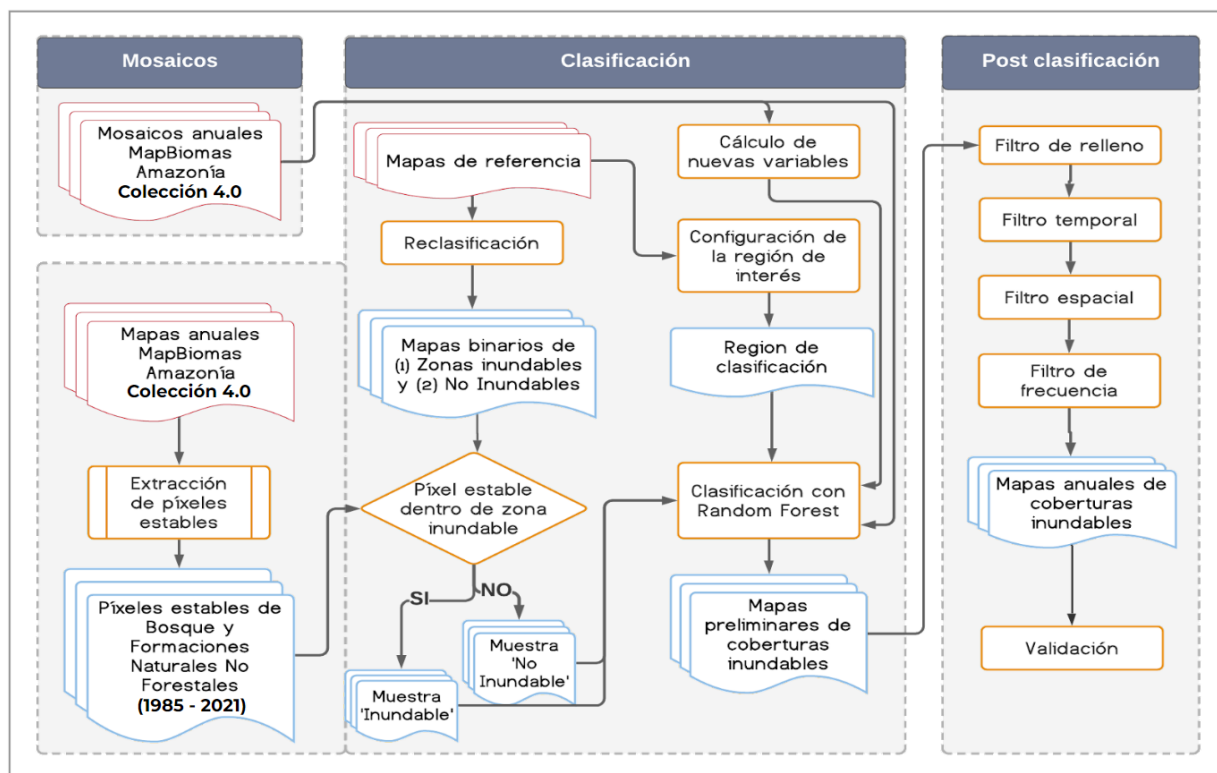 Mosaicos
Mosaicos anuales
MapBiomas
Amazonía
Colección 4.0
Mapas anuales
MapBiomas
Amazonía
Colección 4.0
Extracción
de píxeles
estables
Píxeles estables de
Bosque y
Formaciones
Naturales No
Forestales
(1985 - 2021)
Clasificación
Mapas de referencia
Reclasificación
Mapas binarios de
(1) Zonas inundables
y (2) No Inundables
Píxel estable
dentro de zona
inundable
SI
NO
Muestra
'Inundable'
Muestra 'No
Inundable'
Cálculo de
nuevas variables
Configuración de
la región de
interés
Region de
clasificación
Clasificación con
Random Forest
Mapas
preliminares de
coberturas
inundables
Post clasificación
Filtro de relleno
Filtro temporal
Filtro espacial
Filtro de
frecuencia
Mapas anuales de
coberturas
inundables
Validación